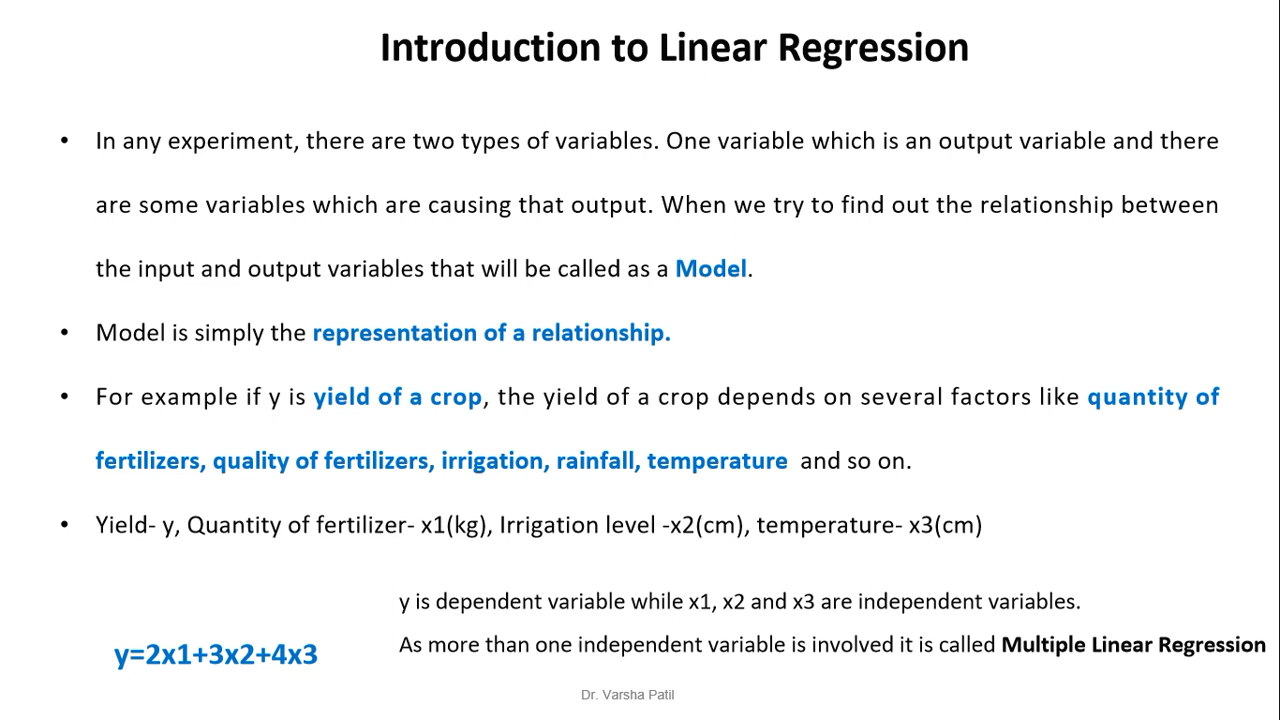 Introduction to Linear Regression
• In any experiment, there are two types of variables. One variable which is an output variable and there
are some variables which are causing that output. When we try to find out the relationship between
the input and output variables that will be called as a Model.
• Model is simply the representation of a relationship.
• For example if y is yield of a crop, the yield of a crop depends on several factors like quantity of
fertilizers, quality of fertilizers, irrigation, rainfall, temperature and so on.
• Yield- y, Quantity of fertilizer- x1(kg), Irrigation level -x2(cm), temperature- x3(cm)
y is dependent variable while x1, x2 and x3 are independent variables.
As more than one independent variable is involved it is called Multiple Linear Regression
y=2x1+3x2+4x3
Dr. Varsha Patil